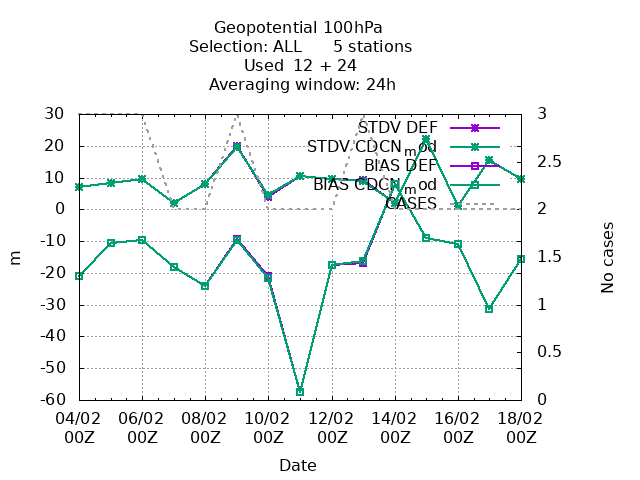 Geopotential 100hPa
Selection: ALL 5 stations
Used 12 + 24
Averaging window: 24h
STDV DEF
STDV CDCN_mod
BIAS DEF
BIAS CDCN_mod
CASES
30
20
10
0
-10
-20
-30
-40
-50
-60
m
3
2.5
2
1.5
1
0.5
0
No cases
04/02 06/02 08/02 10/02 12/02 14/02 16/02 18/02
00Z 00Z 00Z 00Z 00Z 00Z 00Z 00Z
Date